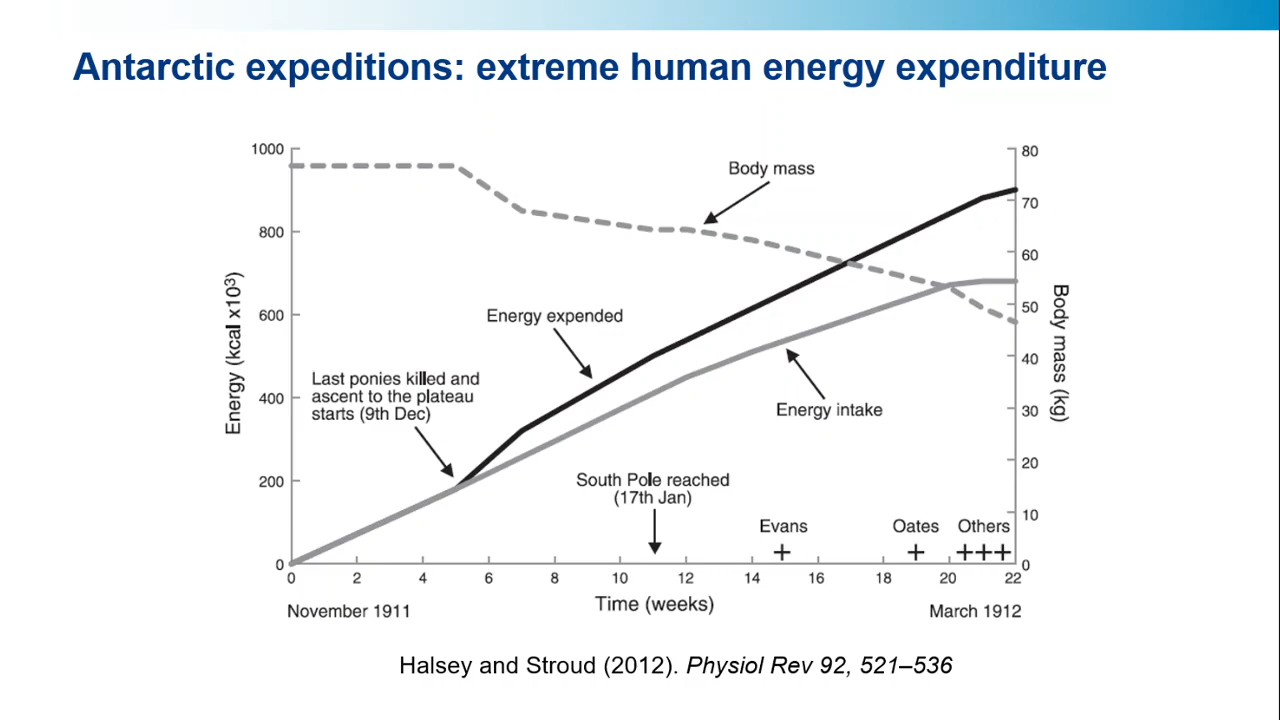 Antarctic expeditions: extreme human energy expenditure
1000
800
600
400
200
0
Energy (kcal x10³)
80
70
60
50
40
30
20
10
0
Body mass (kg)
Body mass
Energy expended
Last ponies killed and
ascent to the plateau
starts (9th Dec)
Energy intake
South Pole reached
(17th Jan)
Evans
Oates
Others
+ + +++
0 2 4 6 8 10 12 14 16 18 20 22
Time (weeks)
November 1911
March 1912
Halsey and Stroud (2012). Physiol Rev 92, 521–536